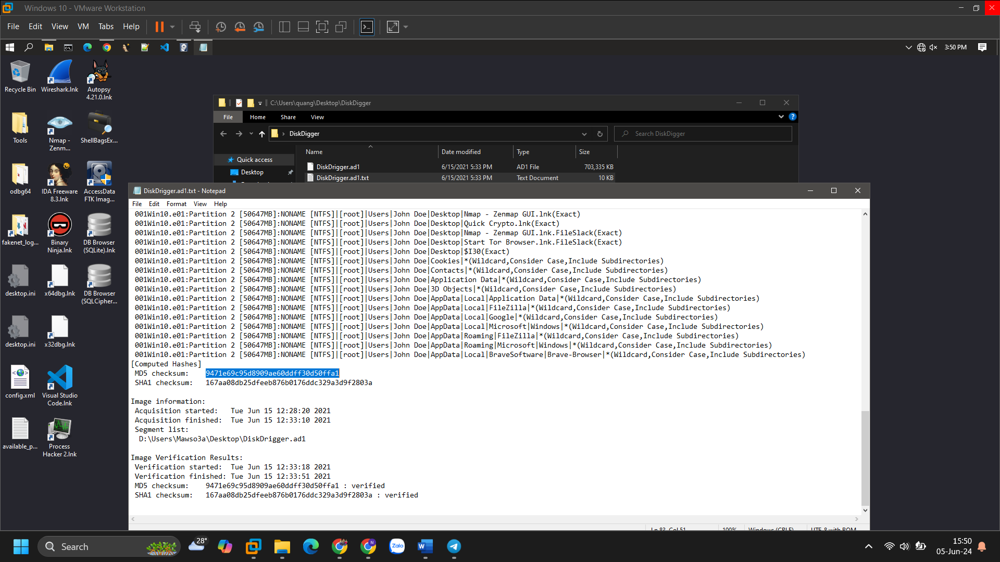 Windows 10 - VMware Workstation
File Edit View VM Tabs Help
3:50 PM
Recycle Bin
Wireshark.lnk
Autopsy 4.21.0.lnk
Tools
Nmap - Zenm...
ShellBagsEx...
odbg64
IDA Freeware 8.3.lnk
AccessData FTK Imag...
fakenet_log...
Binary Ninja.lnk
DB Browser (SQLite).lnk
desktop.ini
x64dbg.lnk
DB Browser (SQLCipher...
desktop.ini
x32dbg.lnk
config.xml
Visual Studio Code.lnk
available_p...
Process Hacker 2.lnk
C:\Users\quang\Desktop\DiskDigger
File Home Share View
DiskDigger
Search DiskDigger
Name Date modified Type Size
Quick access
Desktop
DiskDrigger.ad1 6/15/2021 5:33 PM AD1 File 703,335 KB
DiskDrigger.ad1.txt 6/15/2021 5:33 PM Text Document 10 KB
DiskDrigger.ad1.txt - Notepad
File Edit Format View Help
001Win10.e01:Partition 2 [50647MB]:NONAME [NTFS]|[root]|Users|John Doe|Desktop|Nmap - Zenmap GUI.lnk(Exact)
001Win10.e01:Partition 2 [50647MB]:NONAME [NTFS]|[root]|Users|John Doe|Desktop|Quick Crypto.lnk(Exact)
001Win10.e01:Partition 2 [50647MB]:NONAME [NTFS]|[root]|Users|John Doe|Desktop|Nmap - Zenmap GUI.lnk.FileSlack(Exact)
001Win10.e01:Partition 2 [50647MB]:NONAME [NTFS]|[root]|Users|John Doe|Desktop|Start Tor Browser.lnk.FileSlack(Exact)
001Win10.e01:Partition 2 [50647MB]:NONAME [NTFS]|[root]|Users|John Doe|Desktop|$I30(Exact)
001Win10.e01:Partition 2 [50647MB]:NONAME [NTFS]|[root]|Users|John Doe|Cookies|*(Wildcard,Consider Case,Include Subdirectories)
001Win10.e01:Partition 2 [50647MB]:NONAME [NTFS]|[root]|Users|John Doe|Contacts|*(Wildcard,Consider Case,Include Subdirectories)
001Win10.e01:Partition 2 [50647MB]:NONAME [NTFS]|[root]|Users|John Doe|Application Data|*(Wildcard,Consider Case,Include Subdirectories)
001Win10.e01:Partition 2 [50647MB]:NONAME [NTFS]|[root]|Users|John Doe|3D Objects|*(Wildcard,Consider Case,Include Subdirectories)
001Win10.e01:Partition 2 [50647MB]:NONAME [NTFS]|[root]|Users|John Doe|AppData|Local|Application Data|*(Wildcard,Consider Case,Include Subdirectories)
001Win10.e01:Partition 2 [50647MB]:NONAME [NTFS]|[root]|Users|John Doe|AppData|Local|FileZilla|*(Wildcard,Consider Case,Include Subdirectories)
001Win10.e01:Partition 2 [50647MB]:NONAME [NTFS]|[root]|Users|John Doe|AppData|Local|Google|*(Wildcard,Consider Case,Include Subdirectories)
001Win10.e01:Partition 2 [50647MB]:NONAME [NTFS]|[root]|Users|John Doe|AppData|Local|Microsoft|Windows|*(Wildcard,Consider Case,Include Subdirectories)
001Win10.e01:Partition 2 [50647MB]:NONAME [NTFS]|[root]|Users|John Doe|AppData|Roaming|FileZilla|*(Wildcard,Consider Case,Include Subdirectories)
001Win10.e01:Partition 2 [50647MB]:NONAME [NTFS]|[root]|Users|John Doe|AppData|Roaming|Microsoft|Windows|*(Wildcard,Consider Case,Include Subdirectories)
001Win10.e01:Partition 2 [50647MB]:NONAME [NTFS]|[root]|Users|John Doe|AppData|Local|BraveSoftware|Brave-Browser|*(Wildcard,Consider Case,Include Subdirectories)
[Computed Hashes]
MD5 checksum: 9471e69c95d8909ae60ddff30d50ffa1
SHA1 checksum: 167aa08db25dfeeb876b0176ddc329a3d9f2803a
Image information:
Acquisition started: Tue Jun 15 12:28:20 2021
Acquisition finished: Tue Jun 15 12:33:10 2021
Segment list:
D:\Users\Mawso3a\Desktop\DiskDrigger.ad1
Image Verification Results:
Verification started: Tue Jun 15 12:33:18 2021
Verification finished: Tue Jun 15 12:33:51 2021
MD5 checksum: 9471e69c95d8909ae60ddff30d50ffa1 : verified
SHA1 checksum: 167aa08db25dfeeb876b0176ddc329a3d9f2803a : verified
Ln 83, Col 51 100% Windows (CRLF) UTF-8 with BOM
Search
28°
Zalo
15:50
05-Jun-24